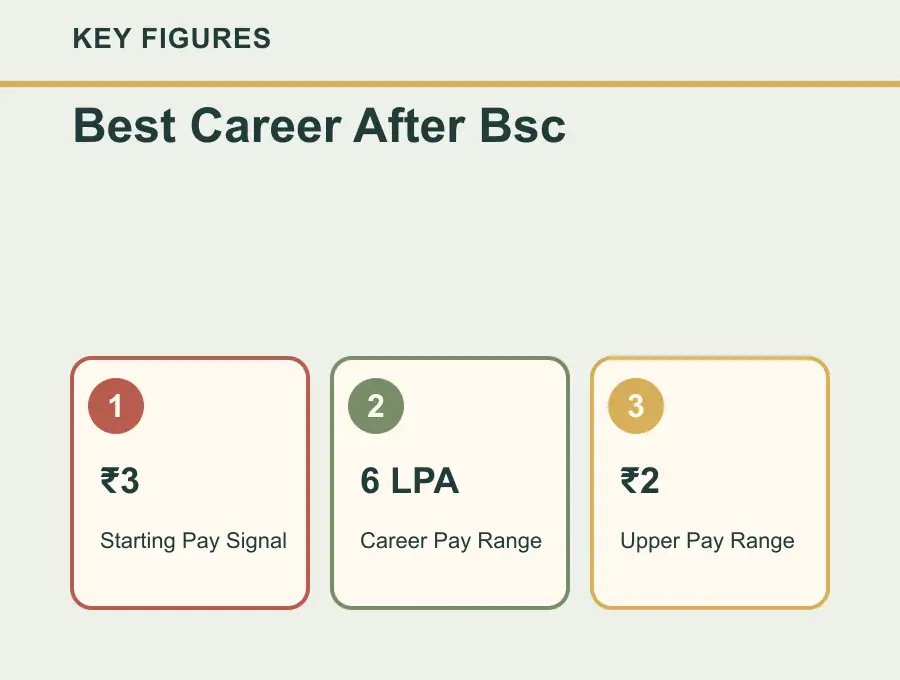 KEY FIGURES
Best Career After Bsc
1
₹3
Starting Pay Signal
2
6 LPA
Career Pay Range
3
₹2
Upper Pay Range